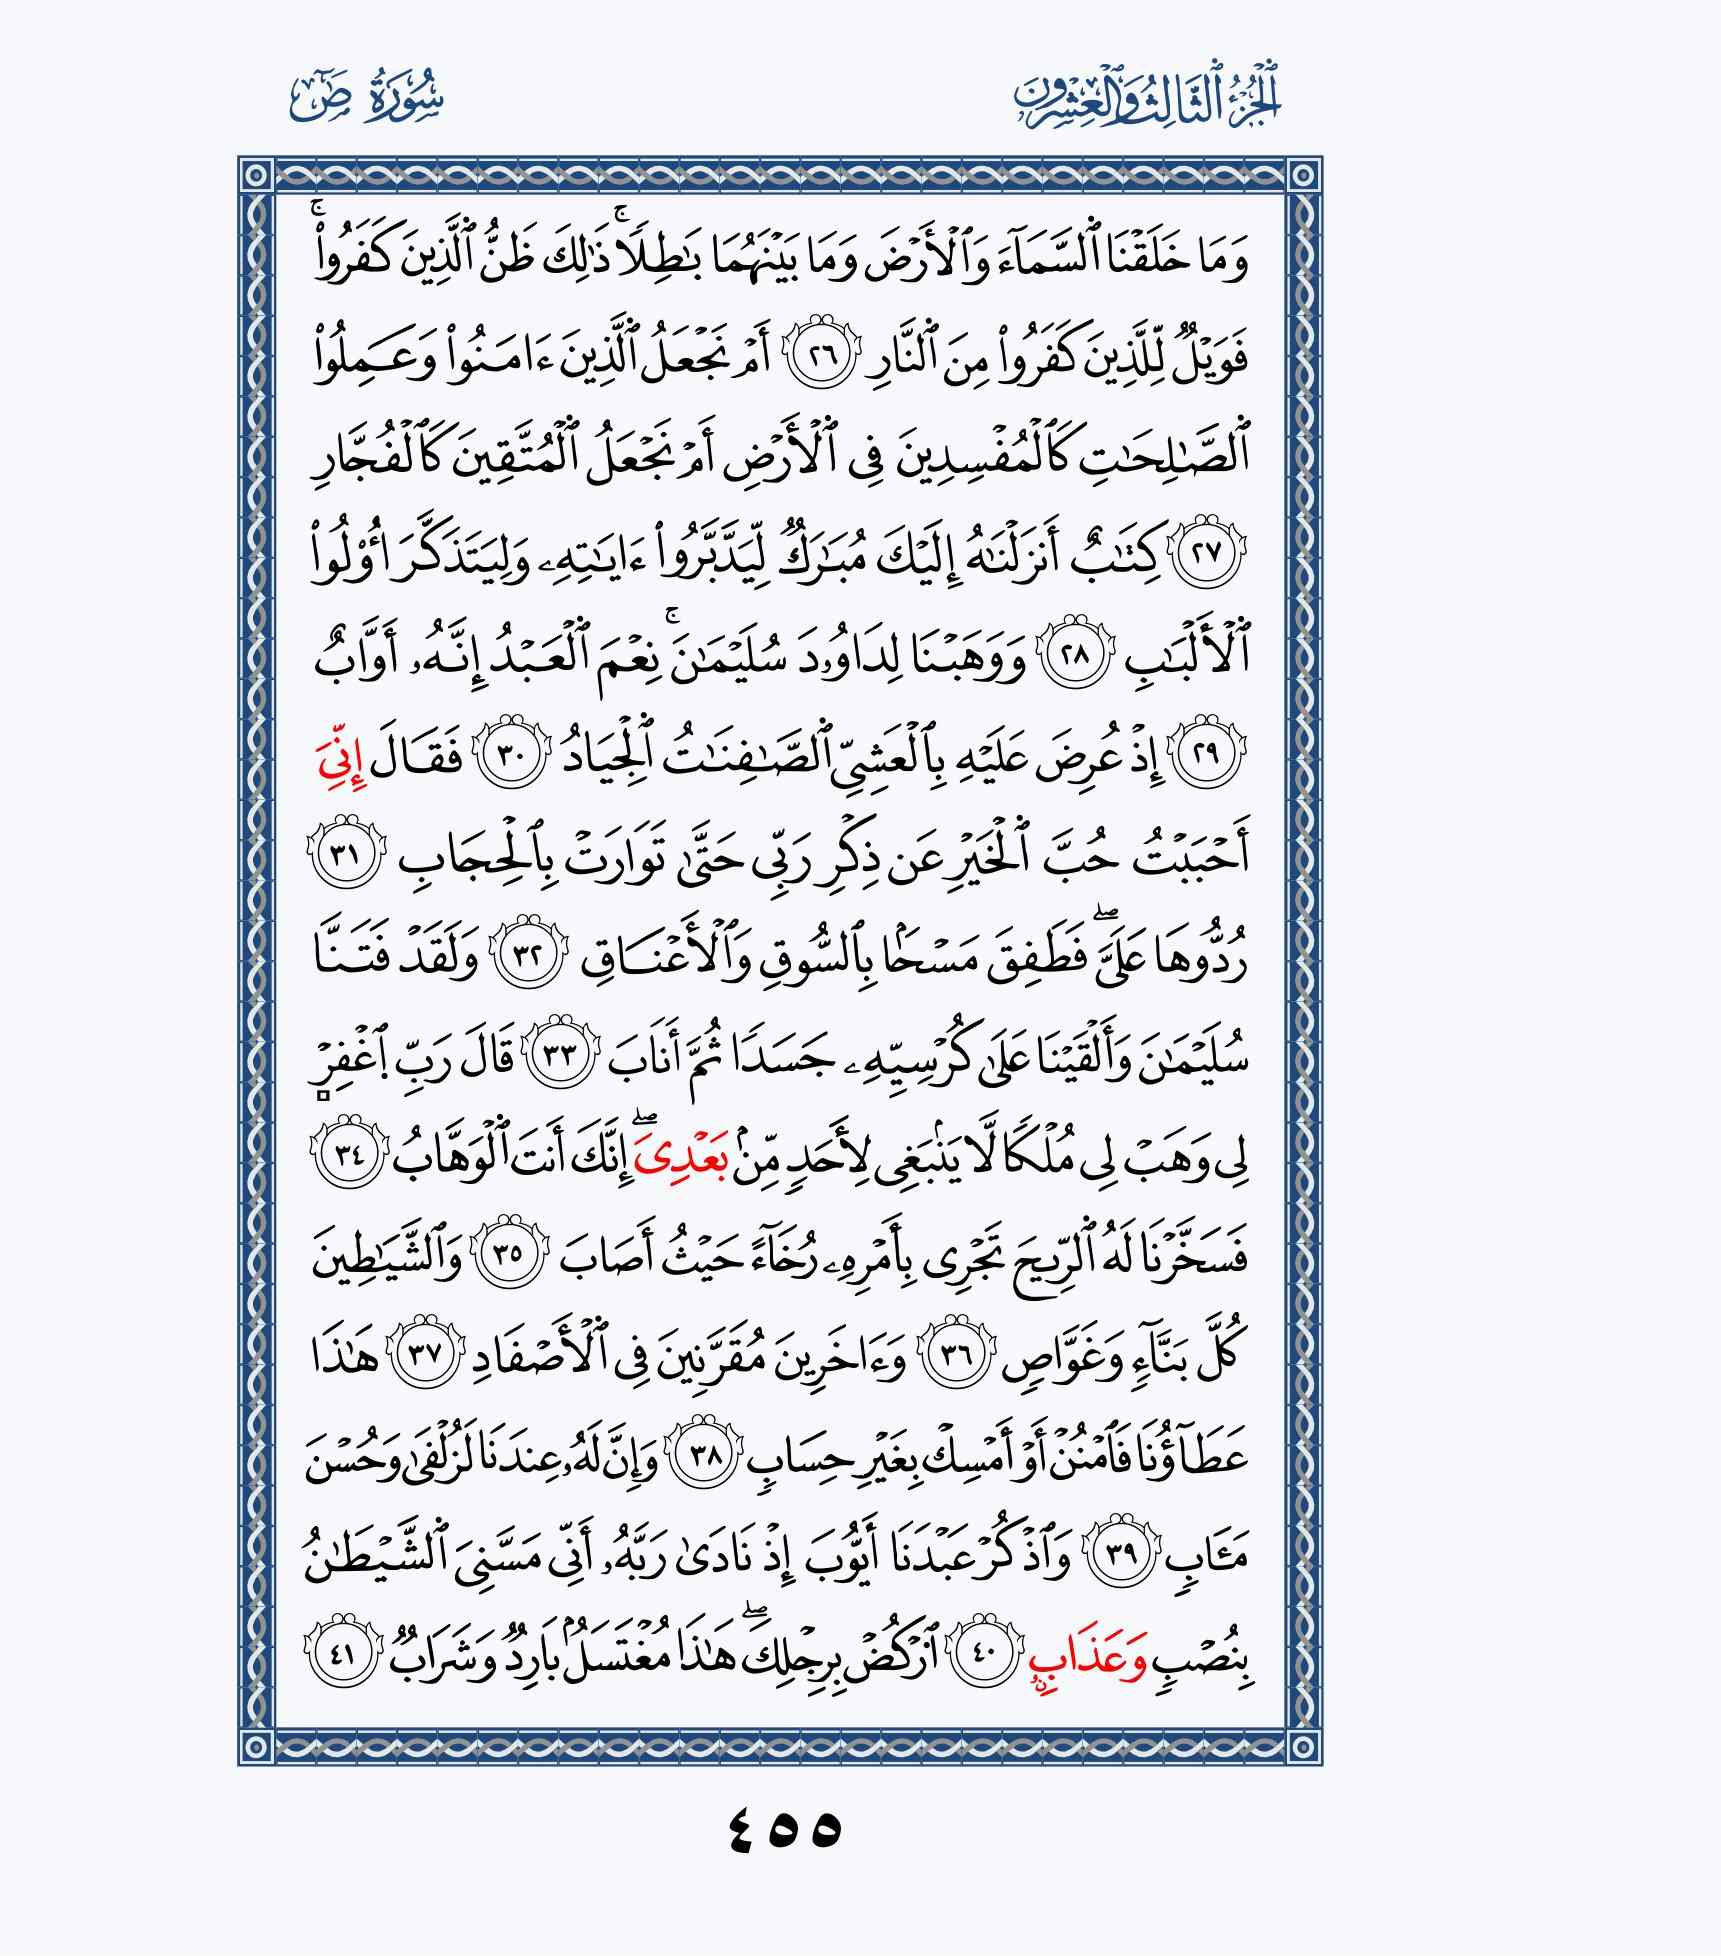 ٱلۡجُزۡءُ ٱلثَّالِثُ وَٱلۡعِشۡرُونَ
سُورَةُ صٓ
وَمَا خَلَقۡنَا ٱلسَّمَآءَ وَٱلۡأَرۡضَ وَمَا بَيۡنَهُمَا بَٰطِلٗاۚ ذَٰلِكَ ظَنُّ ٱلَّذِينَ كَفَرُواْۚ
فَوَيۡلٞ لِّلَّذِينَ كَفَرُواْ مِنَ ٱلنَّارِ ٢٦ أَمۡ نَجۡعَلُ ٱلَّذِينَ ءَامَنُواْ وَعَمِلُواْ
ٱلصَّٰلِحَٰتِ كَٱلۡمُفۡسِدِينَ فِي ٱلۡأَرۡضِ أَمۡ نَجۡعَلُ ٱلۡمُتَّقِينَ كَٱلۡفُجَّارِ
٢٧ كِتَٰبٌ أَنزَلۡنَٰهُ إِلَيۡكَ مُبَٰرَكٞ لِّيَدَّبَّرُوٓاْ ءَايَٰتِهِۦ وَلِيَتَذَكَّرَ أُوْلُواْ
ٱلۡأَلۡبَٰبِ ٢٨ وَوَهَبۡنَا لِدَاوُۥدَ سُلَيۡمَٰنَۚ نِعۡمَ ٱلۡعَبۡدُ إِنَّهُۥ أَوَّابٌ
٢٩ إِذۡ عُرِضَ عَلَيۡهِ بِٱلۡعَشِيِّ ٱلصَّٰفِنَٰتُ ٱلۡجِيَادُ ٣٠ فَقَالَ إِنِّيَ
أَحۡبَبۡتُ حُبَّ ٱلۡخَيۡرِ عَن ذِكۡرِ رَبِّي حَتَّىٰ تَوَارَتۡ بِٱلۡحِجَابِ ٣١
رُدُّوهَا عَلَيَّۖ فَطَفِقَ مَسۡحَۢا بِٱلسُّوقِ وَٱلۡأَعۡنَاقِ ٣٢ وَلَقَدۡ فَتَنَّا
سُلَيۡمَٰنَ وَأَلۡقَيۡنَا عَلَىٰ كُرۡسِيِّهِۦ جَسَدٗا ثُمَّ أَنَابَ ٣٣ قَالَ رَبِّ ٱغۡفِرۡ
لِي وَهَبۡ لِي مُلۡكٗا لَّا يَنۢبَغِي لِأَحَدٖ مِّنۢ بَعۡدِيَۖ إِنَّكَ أَنتَ ٱلۡوَهَّابُ ٣٤
فَسَخَّرۡنَا لَهُ ٱلرِّيحَ تَجۡرِي بِأَمۡرِهِۦ رُخَآءً حَيۡثُ أَصَابَ ٣٥ وَٱلشَّيَٰطِينَ
كُلَّ بَنَّآءٖ وَغَوَّاصٖ ٣٦ وَءَاخَرِينَ مُقَرَّنِينَ فِي ٱلۡأَصۡفَادِ ٣٧ هَٰذَا
عَطَآؤُنَا فَٱمۡنُنۡ أَوۡ أَمۡسِكۡ بِغَيۡرِ حِسَابٖ ٣٨ وَإِنَّ لَهُۥ عِندَنَا لَزُلۡفَىٰ وَحُسۡنَ
مَـَٔابٖ ٣٩ وَٱذۡكُرۡ عَبۡدَنَا أَيُّوبَ إِذۡ نَادَىٰ رَبَّهُۥ أَنِّي مَسَّنِيَ ٱلشَّيۡطَٰنُ
بِنُصۡبٖ وَعَذَابٍ ٤٠ ٱرۡكُضۡ بِرِجۡلِكَۖ هَٰذَا مُغۡتَسَلُۢ بَارِدٞ وَشَرَابٞ ٤١
٤٥٥